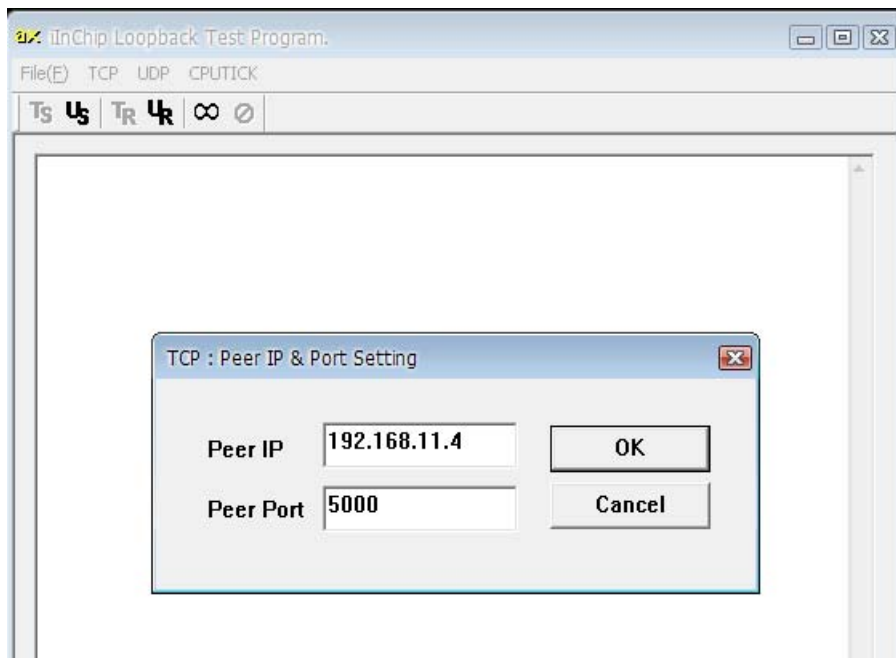 ax iInChip Loopback Test Program.
File(F) TCP UDP CPUTICK
TS US TR UR ∞
TCP : Peer IP & Port Setting
Peer IP 192.168.11.4 OK
Peer Port 5000 Cancel